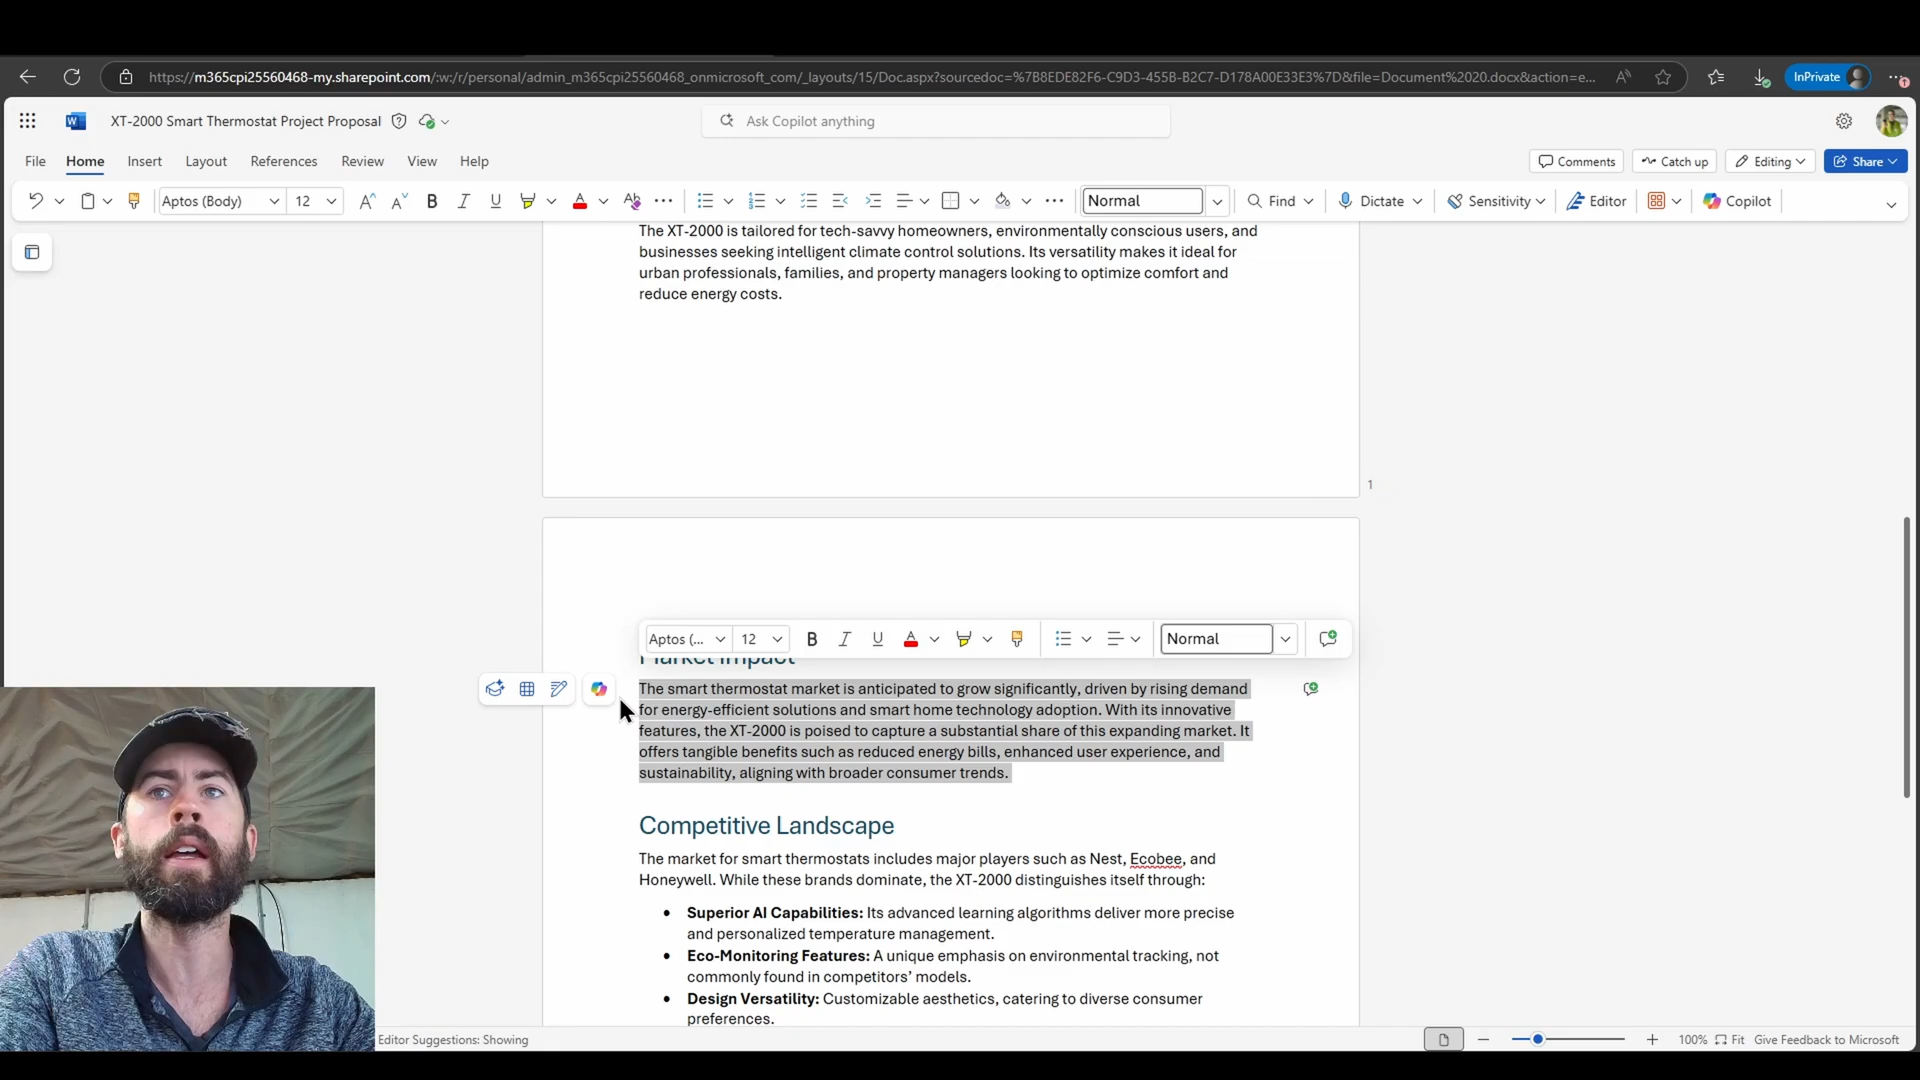 https://m365cpi25560468-my.sharepoint.com/:w:/r/personal/admin_m365cpi25560468_onmicrosoft_com/_layouts/15/Doc.aspx?sourcedoc=%7B8EDE82F6-C9D3-455B-B2C7-D178A00E33E3%7D&file=Document%2020.docx&action=e...
InPrivate
XT-2000 Smart Thermostat Project Proposal
Ask Copilot anything
File Home Insert Layout References Review View Help
Comments Catch up Editing Share
Aptos (Body) 12 Normal Find Dictate Sensitivity Editor Copilot
The XT-2000 is tailored for tech-savvy homeowners, environmentally conscious users, and
businesses seeking intelligent climate control solutions. Its versatility makes it ideal for
urban professionals, families, and property managers looking to optimize comfort and
reduce energy costs.
1
Aptos (... 12 B I U Normal
Market Impact
The smart thermostat market is anticipated to grow significantly, driven by rising demand
for energy-efficient solutions and smart home technology adoption. With its innovative
features, the XT-2000 is poised to capture a substantial share of this expanding market. It
offers tangible benefits such as reduced energy bills, enhanced user experience, and
sustainability, aligning with broader consumer trends.
Competitive Landscape
The market for smart thermostats includes major players such as Nest, Ecobee, and
Honeywell. While these brands dominate, the XT-2000 distinguishes itself through:
• Superior AI Capabilities: Its advanced learning algorithms deliver more precise
and personalized temperature management.
• Eco-Monitoring Features: A unique emphasis on environmental tracking, not
commonly found in competitors’ models.
• Design Versatility: Customizable aesthetics, catering to diverse consumer
preferences.
Editor Suggestions: Showing
100% Fit Give Feedback to Microsoft